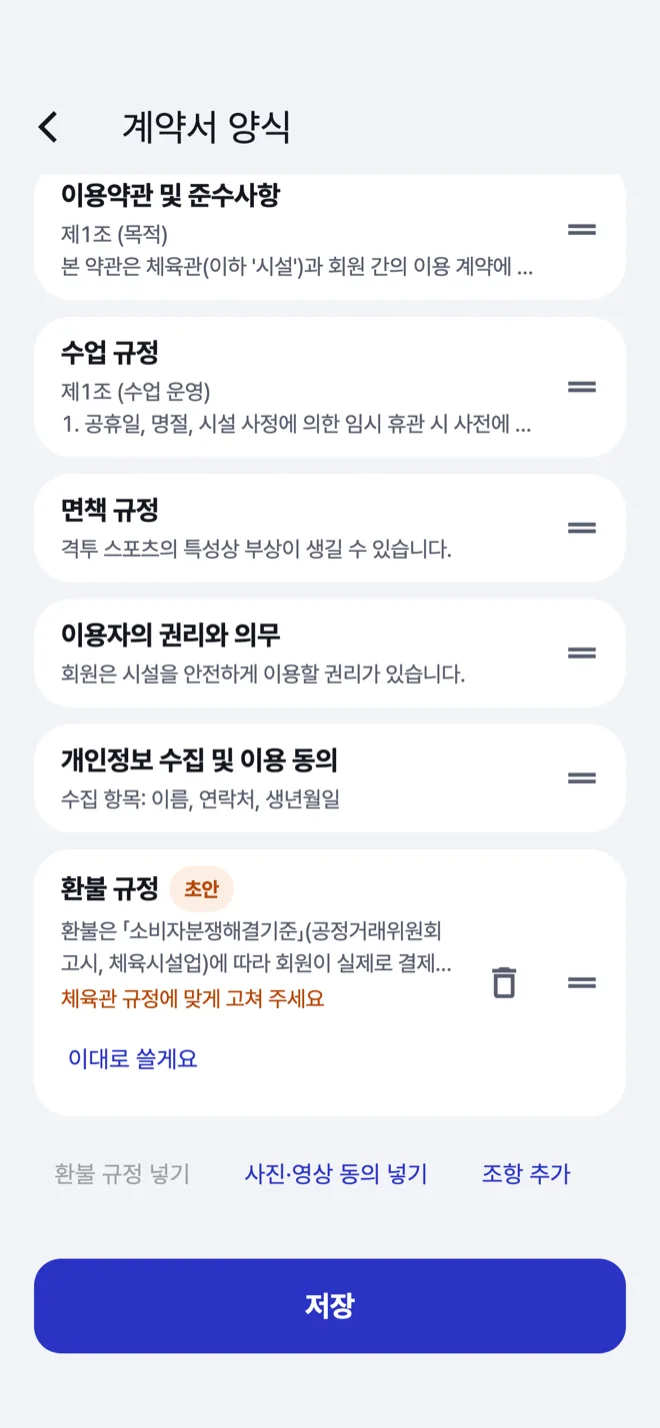 계약서 양식
이용약관 및 준수사항
제1조 (목적)
본 약관은 체육관(이하 '시설')과 회원 간의 이용 계약에 ...
수업 규정
제1조 (수업 운영)
1. 공휴일, 명절, 시설 사정에 의한 임시 휴관 시 사전에 ...
면책 규정
격투 스포츠의 특성상 부상이 생길 수 있습니다.
이용자의 권리와 의무
회원은 시설을 안전하게 이용할 권리가 있습니다.
개인정보 수집 및 이용 동의
수집 항목: 이름, 연락처, 생년월일
환불 규정 초안
환불은 「소비자분쟁해결기준」(공정거래위원회
고시, 체육시설업)에 따라 회원이 실제로 결제...
체육관 규정에 맞게 고쳐 주세요
이대로 쓸게요
환불 규정 넣기 사진·영상 동의 넣기 조항 추가
저장